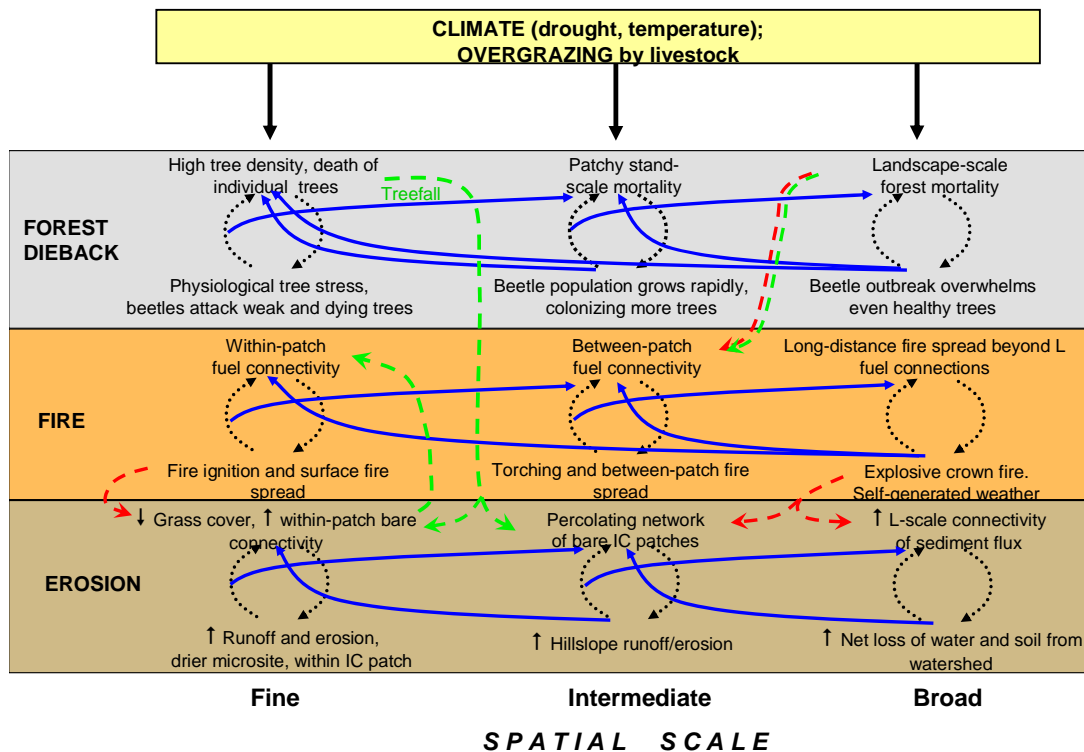 CLIMATE (drought, temperature);
OVERGRAZING by livestock
High tree density, death of
individual trees
Treefall
Patchy stand-
scale mortality
Landscape-scale
forest mortality
FOREST
DIEBACK
Physiological tree stress,
beetles attack weak and dying trees
Beetle population grows rapidly,
colonizing more trees
Beetle outbreak overwhelms
even healthy trees
Within-patch
fuel connectivity
Between-patch
fuel connectivity
Long-distance fire spread beyond L
fuel connections
FIRE
Fire ignition and surface fire
spread
Torching and between-patch fire
spread
Explosive crown fire.
Self-generated weather
↓ Grass cover, ↑ within-patch bare
connectivity
Percolating network
of bare IC patches
↑ L-scale connectivity
of sediment flux
EROSION
↑ Runoff and erosion,
drier microsite, within IC patch
↑ Hillslope runoff/erosion
↑ Net loss of water and soil from
watershed
Fine
Intermediate
Broad
SPATIAL SCALE